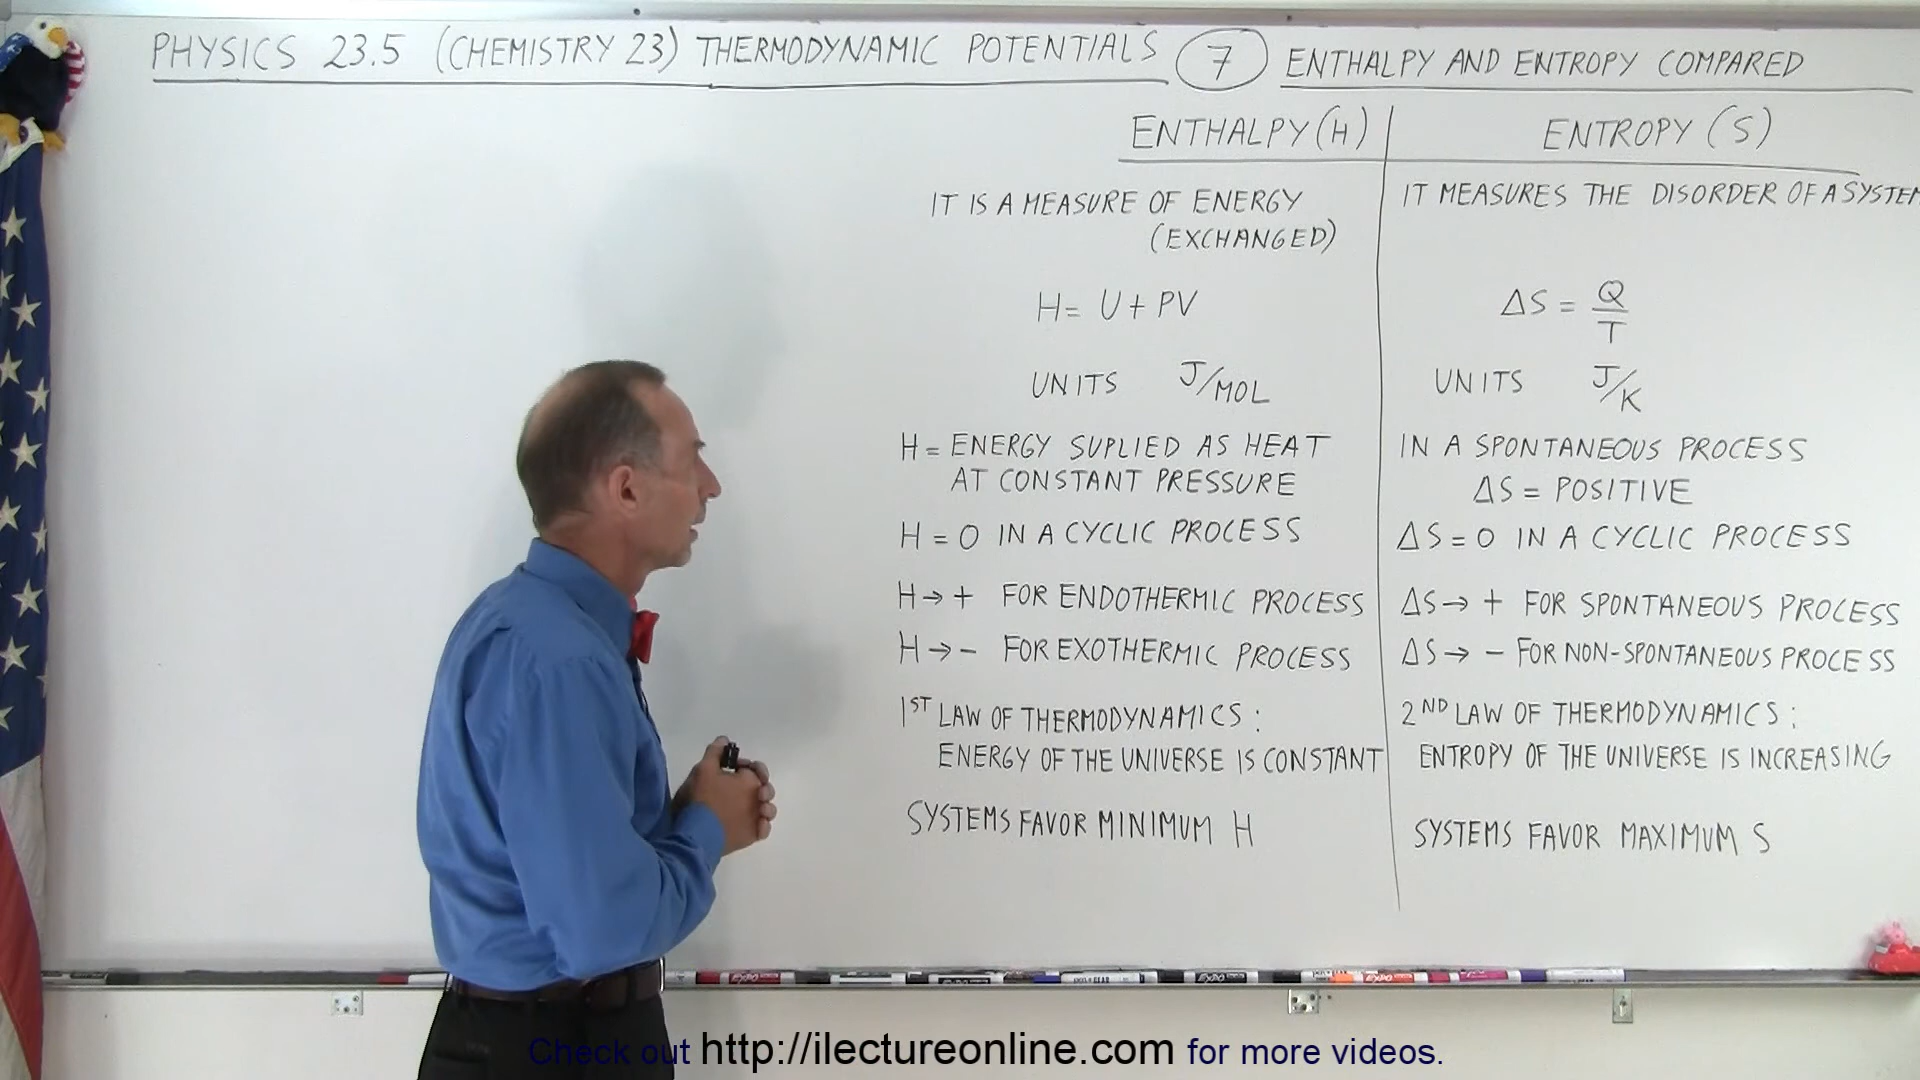 PHYSICS 23.5 (CHEMISTRY 23) THERMODYNAMIC POTENTIALS 7 ENTHALPY AND ENTROPY COMPARED
ENTHALPY (H)
IT IS A MEASURE OF ENERGY
(EXCHANGED)
H = U + PV
UNITS J/MOL
H = ENERGY SUPLIED AS HEAT
AT CONSTANT PRESSURE
H = 0 IN A CYCLIC PROCESS
H → + FOR ENDOTHERMIC PROCESS
H → - FOR EXOTHERMIC PROCESS
1ST LAW OF THERMODYNAMICS:
ENERGY OF THE UNIVERSE IS CONSTANT
SYSTEMS FAVOR MINIMUM H
ENTROPY (S)
IT MEASURES THE DISORDER OF A SYSTEM
ΔS = Q/T
UNITS J/K
IN A SPONTANEOUS PROCESS
ΔS = POSITIVE
ΔS = 0 IN A CYCLIC PROCESS
ΔS → + FOR SPONTANEOUS PROCESS
ΔS → - FOR NON-SPONTANEOUS PROCESS
2ND LAW OF THERMODYNAMICS:
ENTROPY OF THE UNIVERSE IS INCREASING
SYSTEMS FAVOR MAXIMUM S
Check out http://ilectureonline.com for more videos.